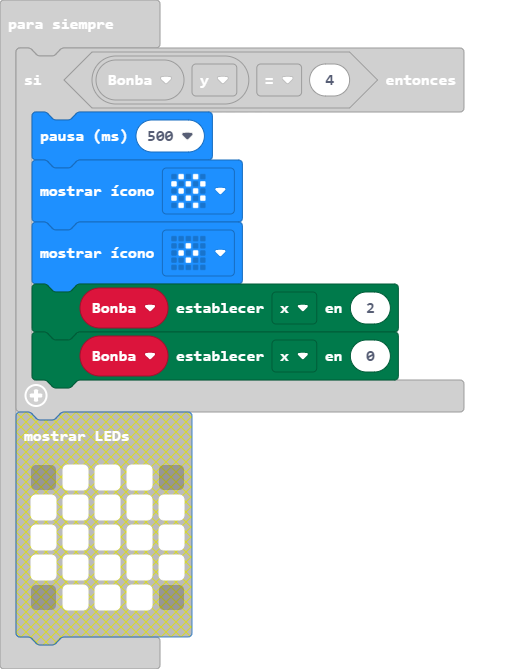 para siempre
si Bonba y = 4 entonces
pausa (ms) 500
mostrar ícono
mostrar ícono
Bonba establecer x en 2
Bonba establecer x en 0
mostrar LEDs